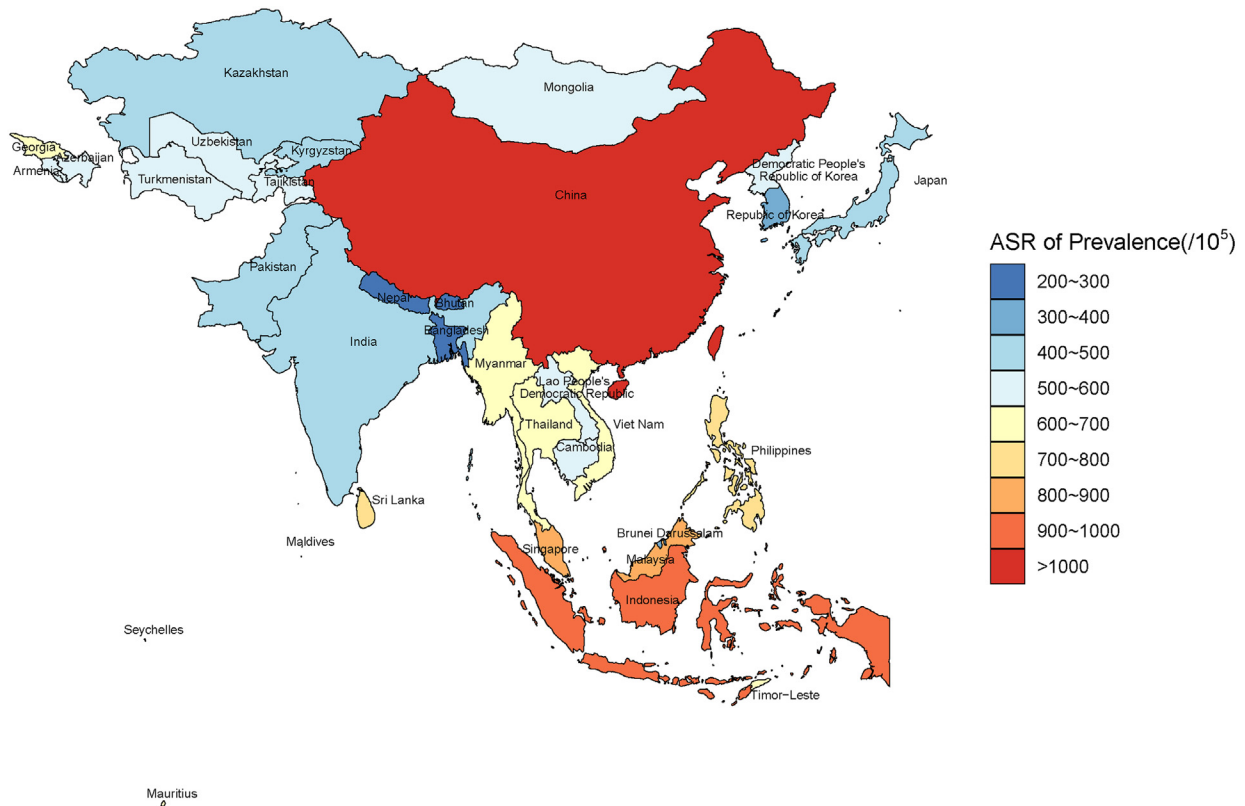 Kazakhstan
Mongolia
Uzbekistan
Georgia
Azerbaijan
Armenia
Kyrgyzstan
Turkmenistan
Tajikistan
Democratic People's
Republic of Korea
Japan
China
Republic of Korea
Pakistan
Nepal
Bhutan
Bangladesh
India
Myanmar
Lao People's
Democratic Republic
Thailand
Viet Nam
Cambodia
Philippines
Sri Lanka
Maldives
Brunei Darussalam
Singapore
Malaysia
Indonesia
Seychelles
Timor−Leste
Mauritius
ASR of Prevalence(/10⁵)
200~300
300~400
400~500
500~600
600~700
700~800
800~900
900~1000
>1000